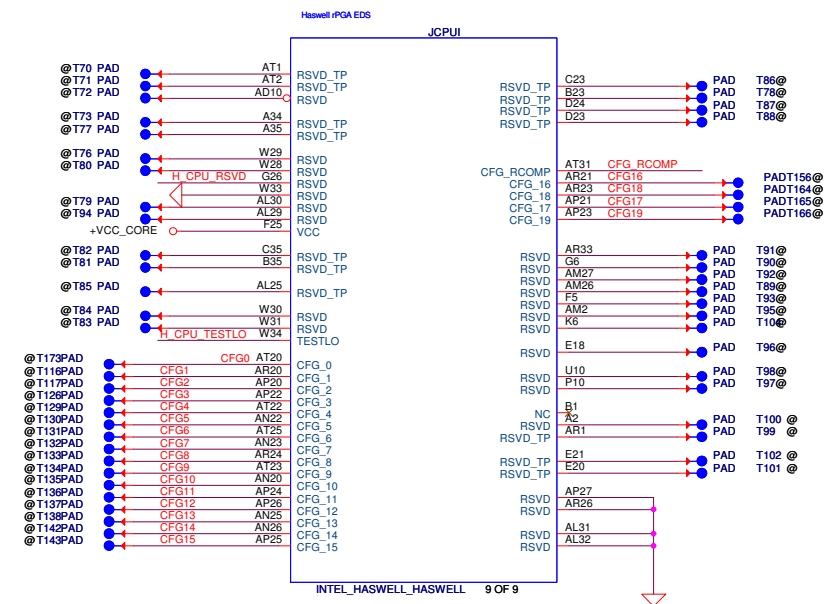 Haswell rPGA EDS
JCPUI
@T70 PAD AT1 RSVD_TP
@T71 PAD AT2 RSVD_TP
@T72 PAD AD10 RSVD
@T73 PAD A34 RSVD_TP
@T77 PAD A35 RSVD_TP
@T76 PAD W29 RSVD
@T80 PAD W28 RSVD
H_CPU_RSVD G26 RSVD
W33 RSVD
@T79 PAD AL30 RSVD
@T94 PAD AL29 RSVD
+VCC_CORE F25 VCC
@T82 PAD C35 RSVD_TP
@T81 PAD B35 RSVD_TP
@T85 PAD AL25 RSVD_TP
@T84 PAD W30 RSVD
@T83 PAD W31 RSVD
H_CPU_TESTLO W34 TESTLO
@T173PAD CFG0 AT20 CFG_0
@T116PAD CFG1 AR20 CFG_1
@T117PAD CFG2 AP20 CFG_2
@T126PAD CFG3 AP22 CFG_3
@T129PAD CFG4 AT22 CFG_4
@T130PAD CFG5 AN22 CFG_5
@T131PAD CFG6 AT25 CFG_6
@T132PAD CFG7 AN23 CFG_7
@T133PAD CFG8 AR24 CFG_8
@T134PAD CFG9 AT23 CFG_9
@T135PAD CFG10 AN20 CFG_10
@T136PAD CFG11 AP24 CFG_11
@T137PAD CFG12 AP26 CFG_12
@T138PAD CFG13 AN25 CFG_13
@T142PAD CFG14 AN26 CFG_14
@T143PAD CFG15 AP25 CFG_15
RSVD_TP C23 PAD T86@
RSVD_TP B23 PAD T78@
RSVD_TP D24 PAD T87@
RSVD_TP D23 PAD T88@
CFG_RCOMP AT31 CFG_RCOMP
CFG_16 AR21 CFG16 PADT156@
CFG_18 AR23 CFG18 PADT164@
CFG_17 AP21 CFG17 PADT165@
CFG_19 AP23 CFG19 PADT166@
RSVD AR33 PAD T91@
RSVD G6 PAD T90@
RSVD AM27 PAD T92@
RSVD AM26 PAD T89@
RSVD F5 PAD T93@
RSVD AM2 PAD T95@
RSVD K6 PAD T104@
RSVD E18 PAD T96@
RSVD U10 PAD T98@
RSVD P10 PAD T97@
NC B1
RSVD A2 PAD T100 @
RSVD_TP AR1 PAD T99 @
RSVD_TP E21 PAD T102 @
RSVD_TP E20 PAD T101 @
RSVD AP27
RSVD AR26
RSVD AL31
RSVD AL32
INTEL_HASWELL_HASWELL 9 OF 9